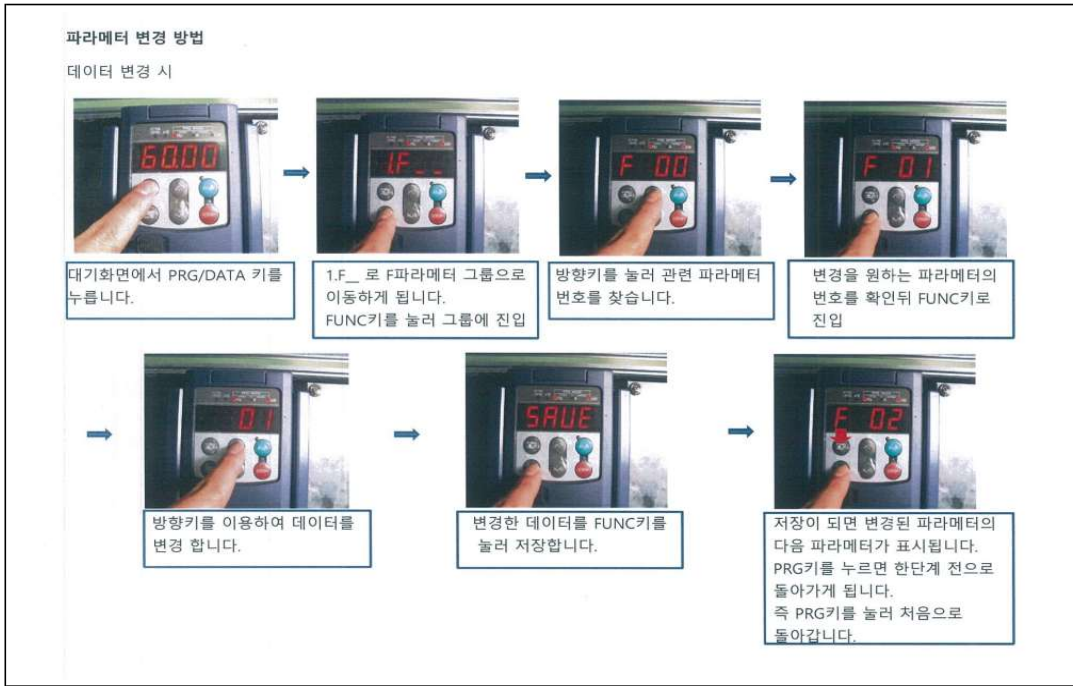 파라메터 변경 방법
데이터 변경 시
60.00
1.F__
F 00
F 01
대기화면에서 PRG/DATA 키를
누릅니다.
1.F__ 로 F파라메터 그룹으로
이동하게 됩니다.
FUNC키를 눌러 그룹에 진입
방향키를 눌러 관련 파라메터
번호를 찾습니다.
변경을 원하는 파라메터의
번호를 확인뒤 FUNC키로
진입
01
SAUE
F 02
방향키를 이용하여 데이터를
변경 합니다.
변경한 데이터를 FUNC키를
눌러 저장합니다.
저장이 되면 변경된 파라메터의
다음 파라메터가 표시됩니다.
PRG키를 누르면 한단계 전으로
돌아가게 됩니다.
즉 PRG키를 눌러 처음으로
돌아갑니다.